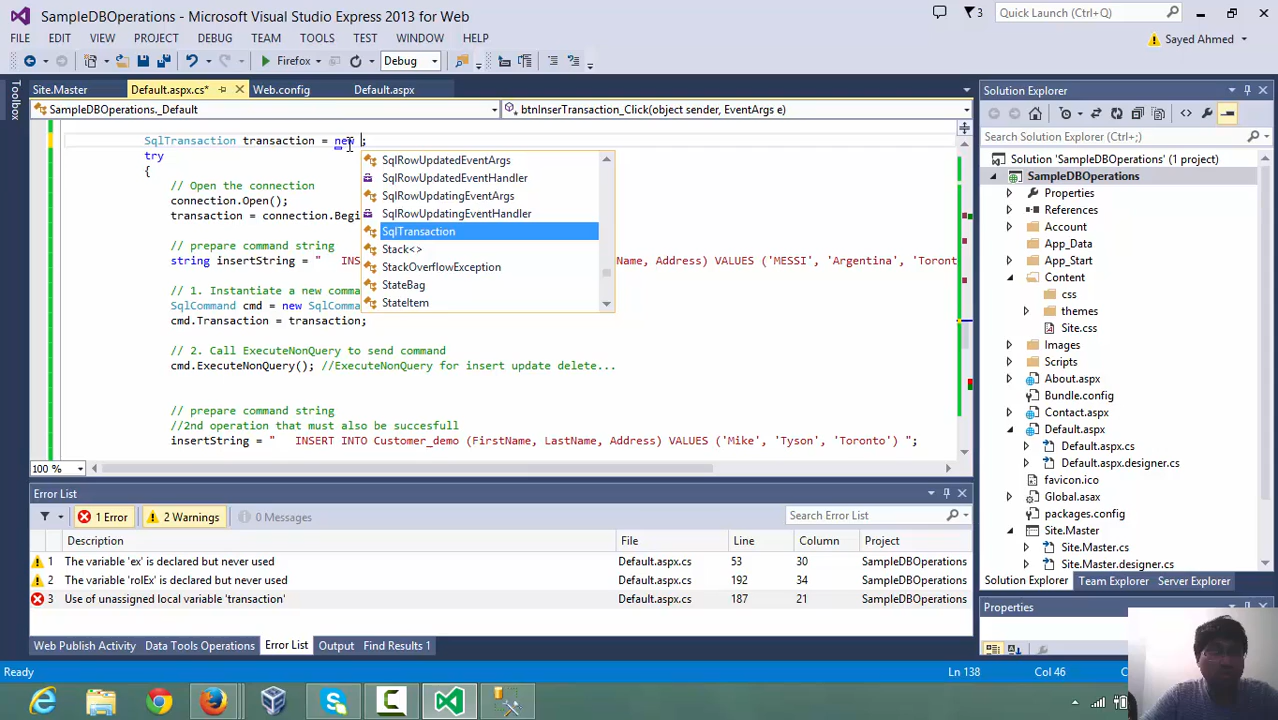 SampleDBOperations - Microsoft Visual Studio Express 2013 for Web
3
Quick Launch (Ctrl+Q)
FILE EDIT VIEW PROJECT DEBUG TEAM TOOLS TEST WINDOW HELP
Sayed Ahmed
Firefox Debug
Toolbox
Site.Master Default.aspx.cs* Web.config Default.aspx
SampleDBOperations._Default btnInserTransaction_Click(object sender, EventArgs e)
SqlTransaction transaction = new ;
try
{
// Open the connection
connection.Open();
transaction = connection.Begi
// prepare command string
string insertString = " INS Name, Address) VALUES ('MESSI', 'Argentina', 'Toront
// 1. Instantiate a new comma
SqlCommand cmd = new SqlComma
cmd.Transaction = transaction;
// 2. Call ExecuteNonQuery to send command
cmd.ExecuteNonQuery(); //ExecuteNonQuery for insert update delete...
// prepare command string
//2nd operation that must also be succesfull
insertString = " INSERT INTO Customer_demo (FirstName, LastName, Address) VALUES ('Mike', 'Tyson', 'Toronto') ";
SqlRowUpdatedEventArgs
SqlRowUpdatedEventHandler
SqlRowUpdatingEventArgs
SqlRowUpdatingEventHandler
SqlTransaction
Stack<>
StackOverflowException
StateBag
StateItem
100 %
Solution Explorer
Search Solution Explorer (Ctrl+;)
Solution 'SampleDBOperations' (1 project)
SampleDBOperations
Properties
References
Account
App_Data
App_Start
Content
css
themes
Site.css
Images
Scripts
About.aspx
Bundle.config
Contact.aspx
Default.aspx
Default.aspx.cs
Default.aspx.designer.cs
favicon.ico
Global.asax
packages.config
Site.Master
Site.Master.cs
Site.Master.designer.cs
Solution Explorer Team Explorer Server Explorer
Properties
Error List
1 Error 2 Warnings 0 Messages Search Error List
Description File Line Column Project
1 The variable 'ex' is declared but never used Default.aspx.cs 53 30 SampleDBOperations
2 The variable 'rolEx' is declared but never used Default.aspx.cs 192 34 SampleDBOperations
3 Use of unassigned local variable 'transaction' Default.aspx.cs 187 21 SampleDBOperations
Web Publish Activity Data Tools Operations Error List Output Find Results 1
Ready Ln 138 Col 46